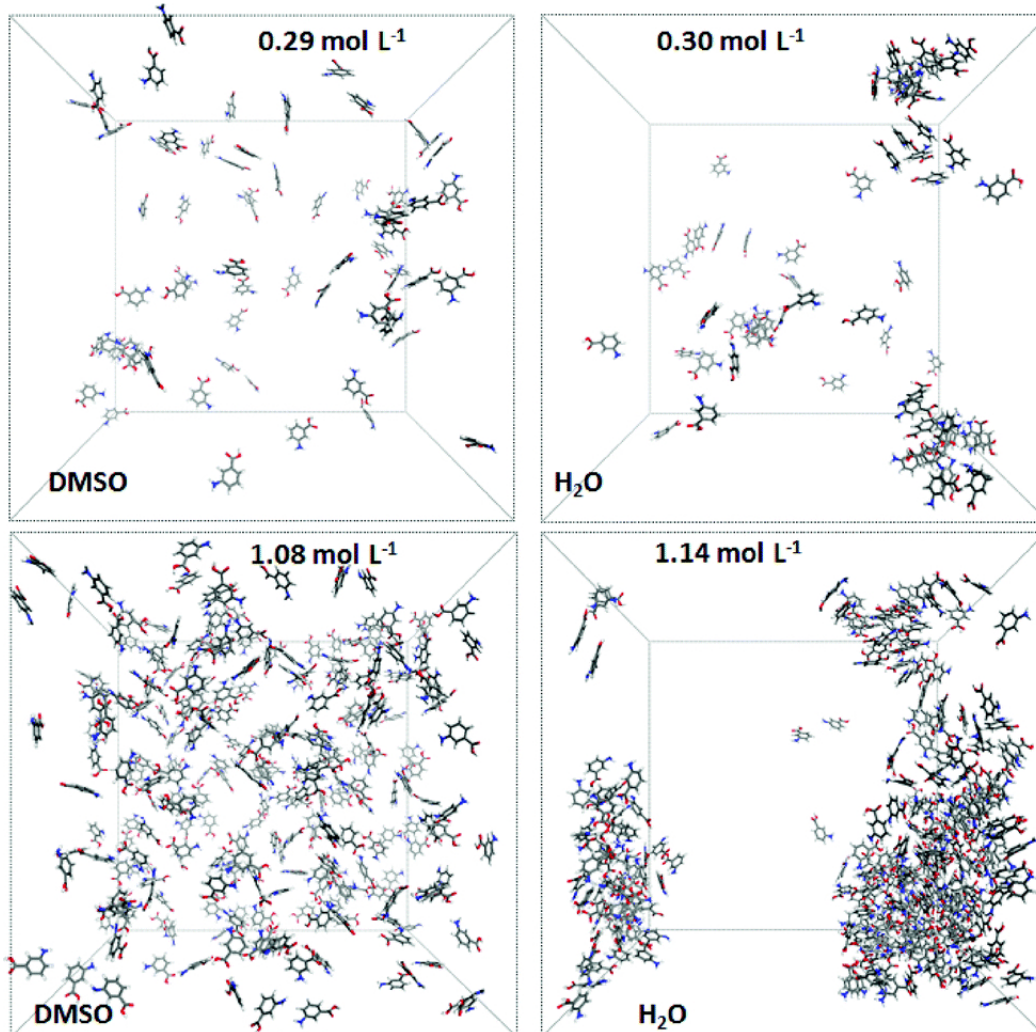 0.29 mol L⁻¹
0.30 mol L⁻¹
DMSO
H₂O
1.08 mol L⁻¹
1.14 mol L⁻¹
DMSO
H₂O